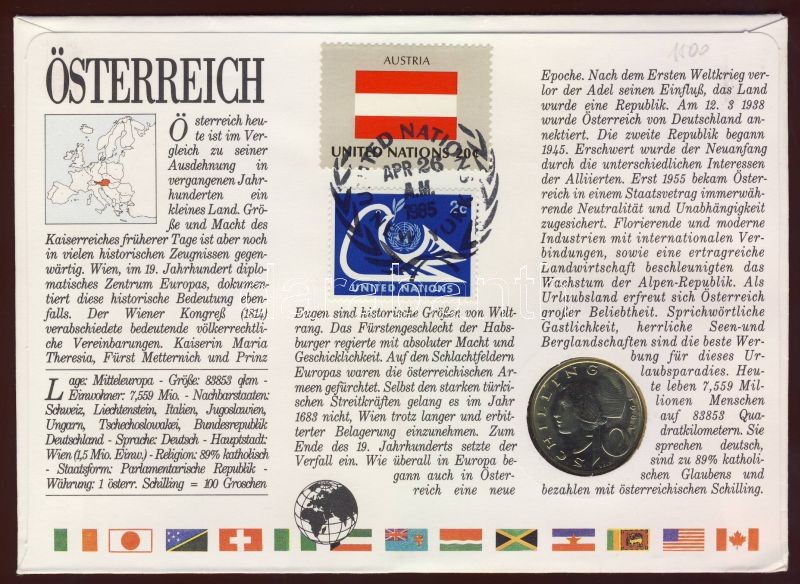 ÖSTERREICH
Österreich heu-
te ist im Ver-
gleich zu seiner
Ausdehnung in
vergangenen Jahr-
hunderten ein
kleines Land. Grö-
ße und Macht des
Kaiserreiches früherer Tage ist aber noch
in vielen historischen Zeugnissen gegen-
wärtig. Wien, im 19. Jahrhundert diplo-
matisches Zentrum Europas, dokumen-
tiert diese historische Bedeutung eben-
falls. Der Wiener Kongreß (1814)
verabschiedete bedeutende völkerrechtli-
che Vereinbarungen. Kaiserin Maria
Theresia, Fürst Metternich und Prinz
Lage: Mitteleuropa - Größe: 83853 qkm -
Einwohner: 7,559 Mio. - Nachbarstaaten:
Schweiz, Liechtenstein, Italien, Jugoslawien,
Ungarn, Tschechoslowakei, Bundesrepublik
Deutschland - Sprache: Deutsch - Hauptstadt:
Wien (1,5 Mio. Einw.) - Religion: 89% katholisch
- Staatsform: Parlamentarische Republik -
Währung: 1 österr. Schilling = 100 Groschen
AUSTRIA
UNITED NATIONS 20c
UNITED NATIONS
APR 26
A.M.
1985
NEW YORK
2c
UNITED NATIONS
Eugen sind historische Größen von Welt-
rang. Das Fürstengeschlecht der Habs-
burger regierte mit absoluter Macht und
Geschicklichkeit. Auf den Schlachtfeldern
Europas waren die österreichischen Ar-
meen gefürchtet. Selbst den starken türki-
schen Streitkräften gelang es im Jahr
1683 nicht, Wien trotz langer und erbit-
terter Belagerung einzunehmen. Zum
Ende des 19. Jahrhunderts setzte der
Verfall ein. Wie überall in Europa be-
gann auch in Öster-
reich eine neue
1500
Epoche. Nach dem Ersten Weltkrieg ver-
lor der Adel seinen Einfluß, das Land
wurde eine Republik. Am 12. 3 1938
wurde Österreich von Deutschland an-
nektiert. Die zweite Republik begann
1945. Erschwert wurde der Neuanfang
durch die unterschiedlichen Interessen
der Alliierten. Erst 1955 bekam Öster-
reich in einem Staatsvetrag immerwäh-
rende Neutralität und Unabhängigkeit
zugesichert. Florierende und moderne
Industrien mit internationalen Ver-
bindungen, sowie eine ertragreiche
Landwirtschaft beschleunigten das
Wachstum der Alpen-Republik. Als
Urlaubsland erfreut sich Österreich
großer Beliebtheit. Sprichwörtliche
Gastlichkeit, herrliche Seen-und
Berglandschaften sind die beste Wer-
bung für dieses Ur-
laubsparadies. Heu-
te leben 7,559 Mil-
lionen Menschen
auf 83853 Qua-
dratkilometern. Sie
sprechen deutsch,
sind zu 89% katholi-
schen Glaubens und
bezahlen mit österreichischen Schilling.
SCHILLING
10